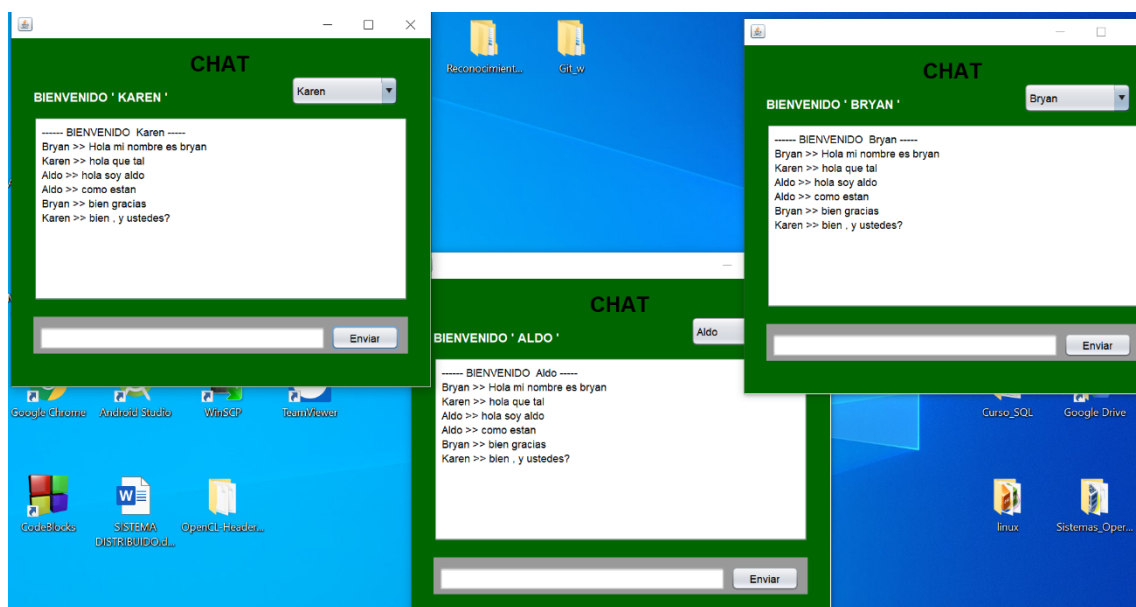 CHAT
BIENVENIDO ' KAREN '
Karen
------ BIENVENIDO  Karen -----
Bryan >> Hola mi nombre es bryan
Karen >> hola que tal
Aldo >> hola soy aldo
Aldo >> como estan
Bryan >> bien gracias
Karen >> bien , y ustedes?
Enviar
Reconocimient...
Git_w
CHAT
BIENVENIDO ' BRYAN '
Bryan
------ BIENVENIDO  Bryan -----
Bryan >> Hola mi nombre es bryan
Karen >> hola que tal
Aldo >> hola soy aldo
Aldo >> como estan
Bryan >> bien gracias
Karen >> bien , y ustedes?
Enviar
CHAT
BIENVENIDO ' ALDO '
Aldo
------ BIENVENIDO  Aldo -----
Bryan >> Hola mi nombre es bryan
Karen >> hola que tal
Aldo >> hola soy aldo
Aldo >> como estan
Bryan >> bien gracias
Karen >> bien , y ustedes?
Enviar
Google Chrome
Android Studio
WinSCP
TeamViewer
Curso_SQL
Google Drive
CodeBlocks
SISTEMA
DISTRIBUIDO.d...
OpenCL-Header...
linux
Sistemas_Oper...